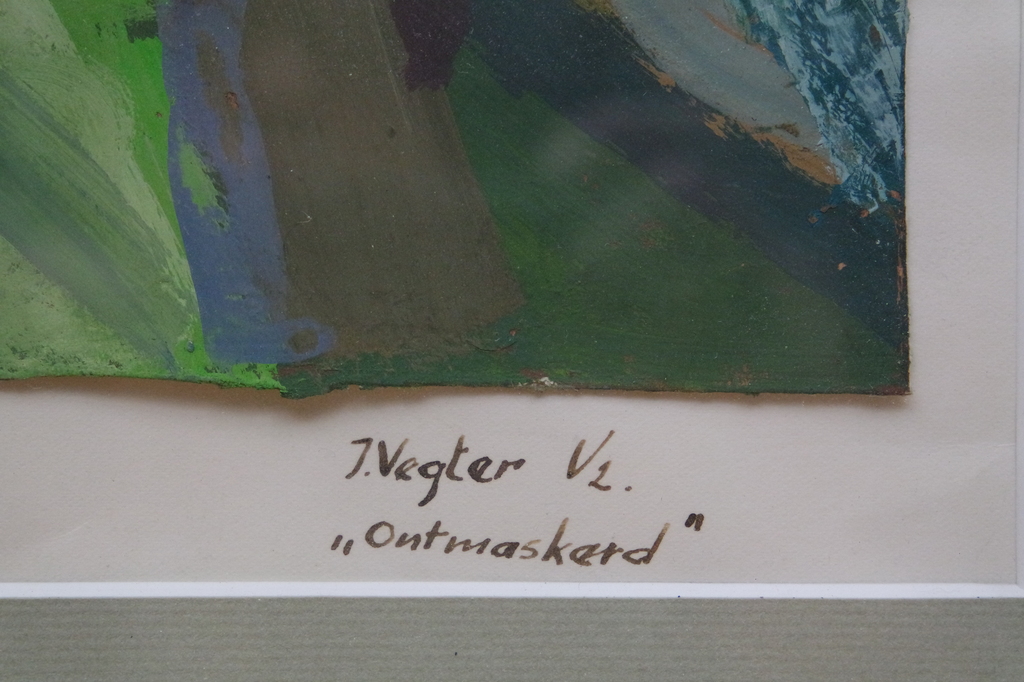 J. Vegter V2.
„Ontmaskerd"